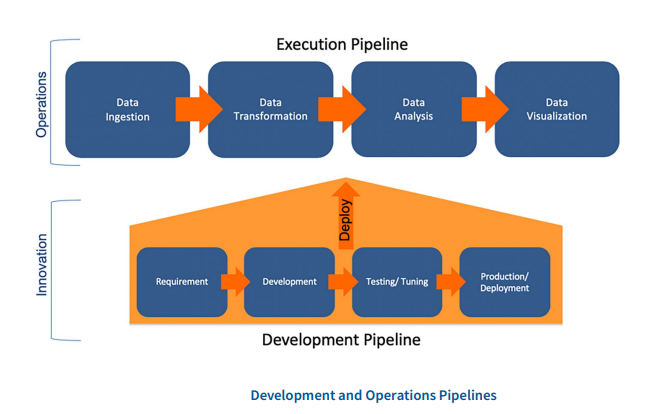 Execution Pipeline
Operations
Data
Ingestion
Data
Transformation
Data
Analysis
Data
Visualization
Innovation
Deploy
Requirement
Development
Testing/ Tuning
Production/
Deployment
Development Pipeline
Development and Operations Pipelines